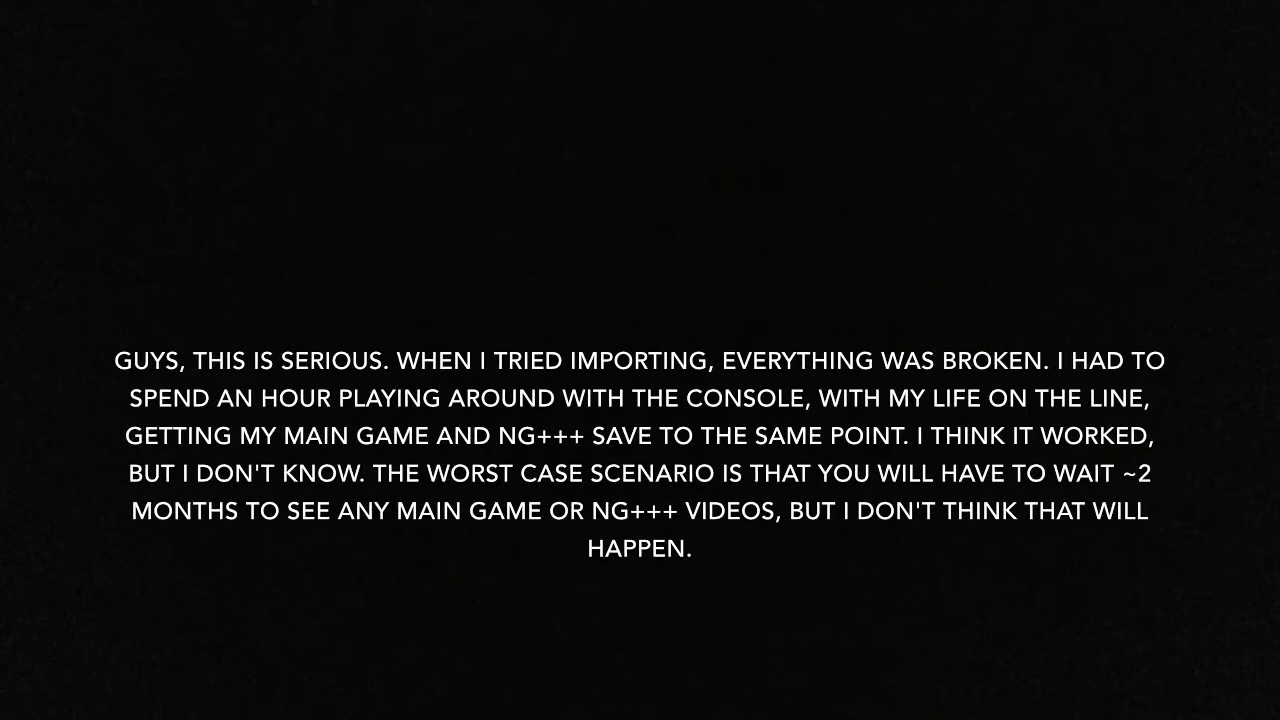 GUYS, THIS IS SERIOUS. WHEN I TRIED IMPORTING, EVERYTHING WAS BROKEN. I HAD TO
SPEND AN HOUR PLAYING AROUND WITH THE CONSOLE, WITH MY LIFE ON THE LINE,
GETTING MY MAIN GAME AND NG+++ SAVE TO THE SAME POINT. I THINK IT WORKED,
BUT I DON'T KNOW. THE WORST CASE SCENARIO IS THAT YOU WILL HAVE TO WAIT ~2
MONTHS TO SEE ANY MAIN GAME OR NG+++ VIDEOS, BUT I DON'T THINK THAT WILL
HAPPEN.